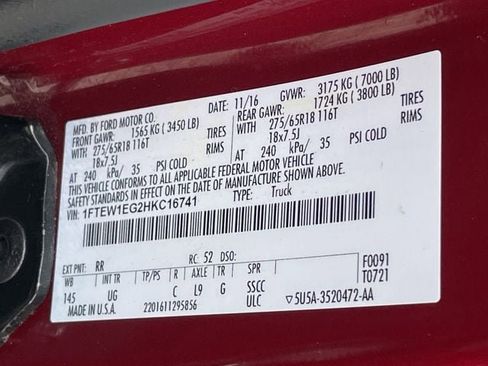 MFD. BY FORD MOTOR CO. DATE: 11/16 GVWR: 3175 KG ( 7000 LB)
FRONT GAWR: 1565 KG ( 3450 LB) REAR GAWR: 1724 KG ( 3800 LB)
WITH 275/65R18 116T TIRES WITH 275/65R18 116T TIRES
18x7.5J RIMS 18x7.5J RIMS
AT 240 kPa/ 35 PSI COLD AT 240 kPa/ 35 PSI COLD
THIS VEHICLE CONFORMS TO ALL APPLICABLE FEDERAL MOTOR VEHICLE
SAFETY STANDARDS IN EFFECT ON THE DATE OF MANUFACTURE SHOWN ABOVE.
VIN: 1FTEW1EG2HKC16741 TYPE: Truck
EXT PNT: RR RC: 52 DSO: F0091
WB INT TR TP/PS R AXLE TR SPR T0721
145 UG C L9 G SSCC
MADE IN U.S.A. 2201611295856 ULC ▽5U5A-3520472-AA